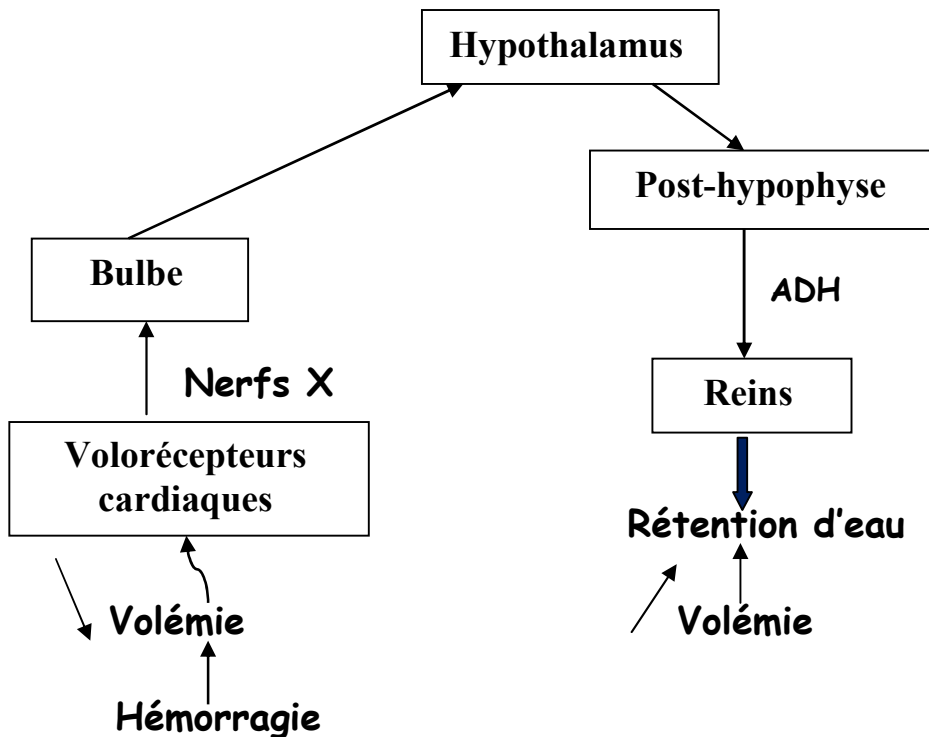 Hypothalamus
Post-hypophyse
Bulbe
ADH
Nerfs X
Reins
Volorécepteurs
cardiaques
Rétention d'eau
Volémie
Volémie
Hémorragie